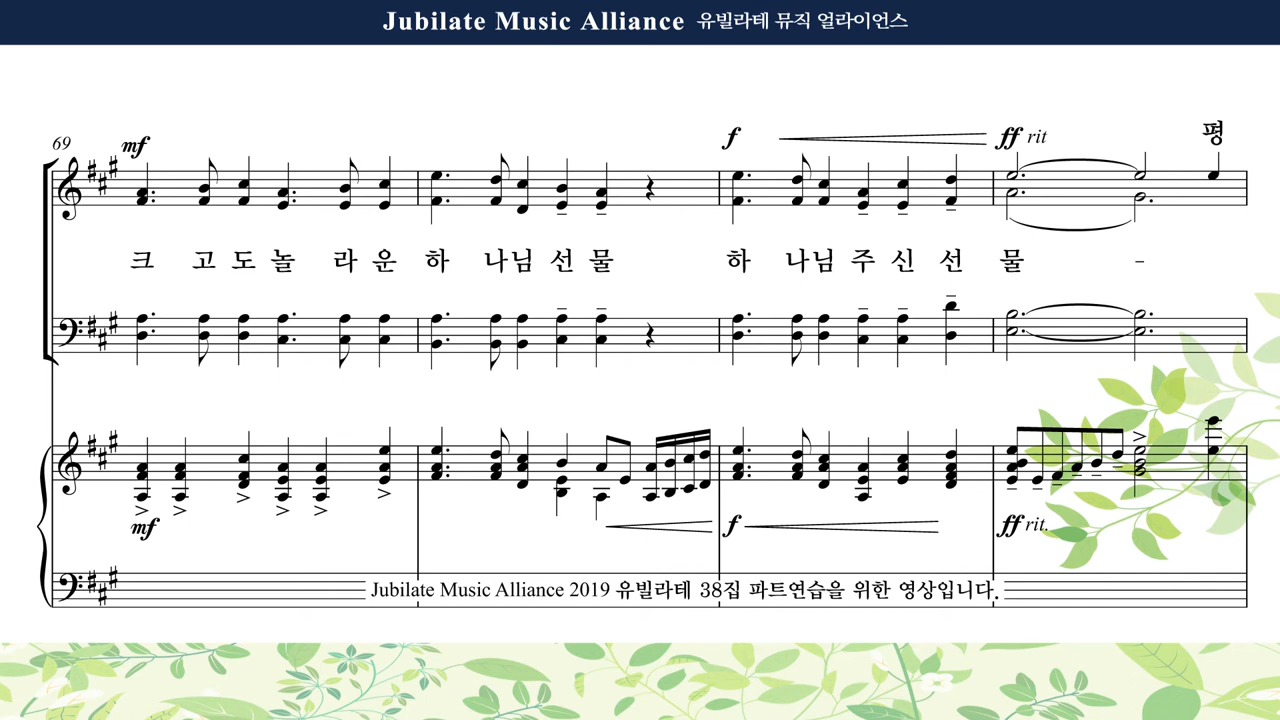 Jubilate Music Alliance 유빌라테 뮤직 얼라이언스
69
mf
f
ff rit
평
크 고 도 놀 라 운 하 나 님 선 물 하 나 님 주 신 선 물 -
mf
f
ff rit.
Jubilate Music Alliance 2019 유빌라테 38집 파트연습을 위한 영상입니다.